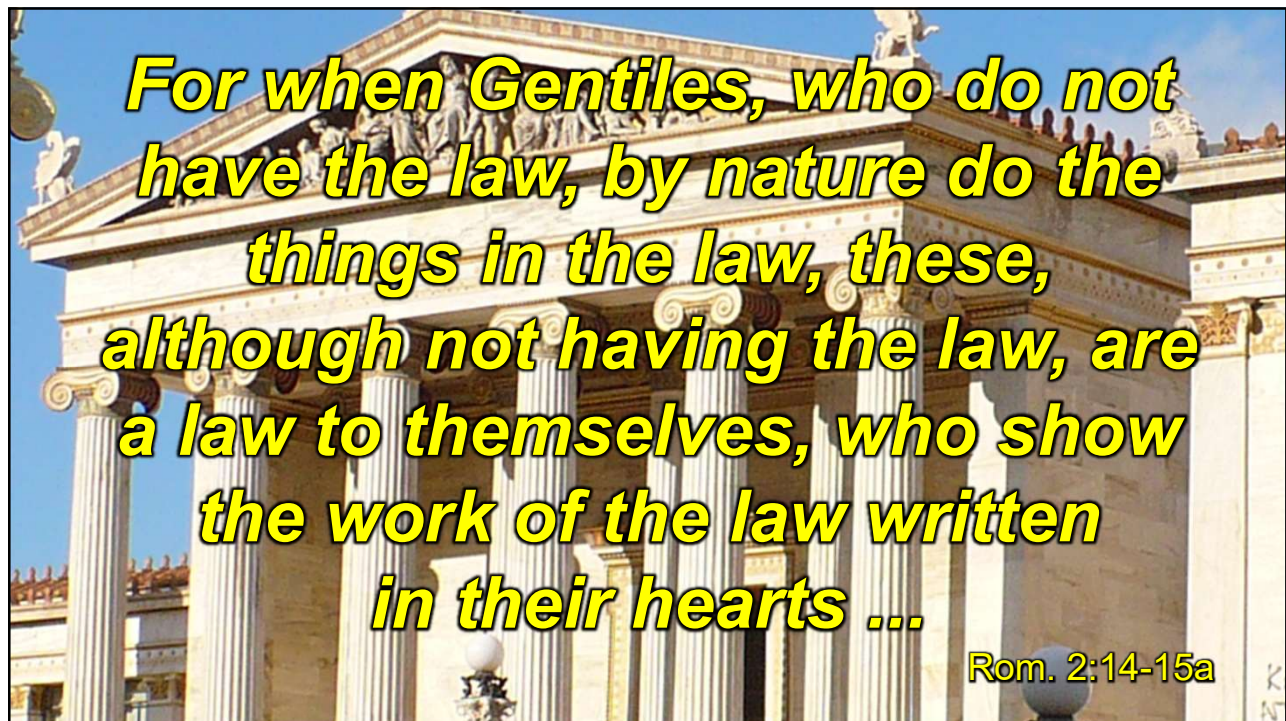 For when Gentiles, who do not
have the law, by nature do the
things in the law, these,
although not having the law, are
a law to themselves, who show
the work of the law written
in their hearts ...
Rom. 2:14-15a